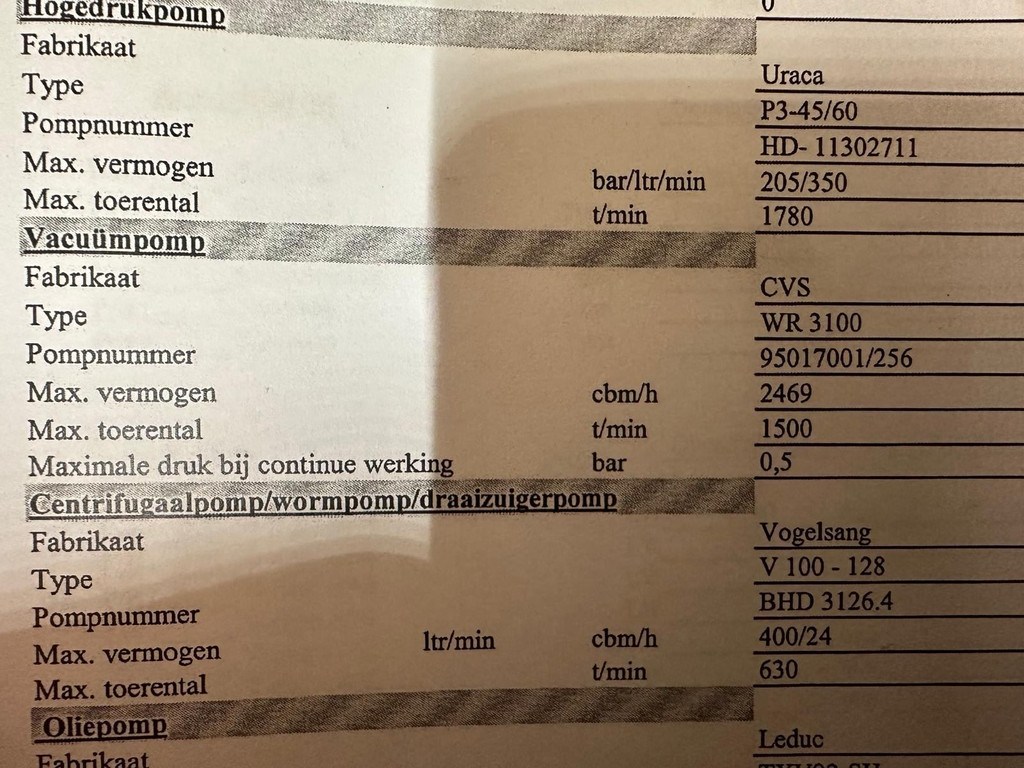 Hogedrukpomp 0
Fabrikaat Uraca
Type P3-45/60
Pompnummer HD- 11302711
Max. vermogen bar/ltr/min 205/350
Max. toerental t/min 1780
Vacuümpomp
Fabrikaat CVS
Type WR 3100
Pompnummer 95017001/256
Max. vermogen cbm/h 2469
Max. toerental t/min 1500
Maximale druk bij continue werking bar 0,5
Centrifugaalpomp/wormpomp/draaizuigerpomp
Fabrikaat Vogelsang
Type V 100 - 128
Pompnummer BHD 3126.4
Max. vermogen ltr/min cbm/h 400/24
Max. toerental t/min 630
Oliepomp
Fabrikaat Leduc